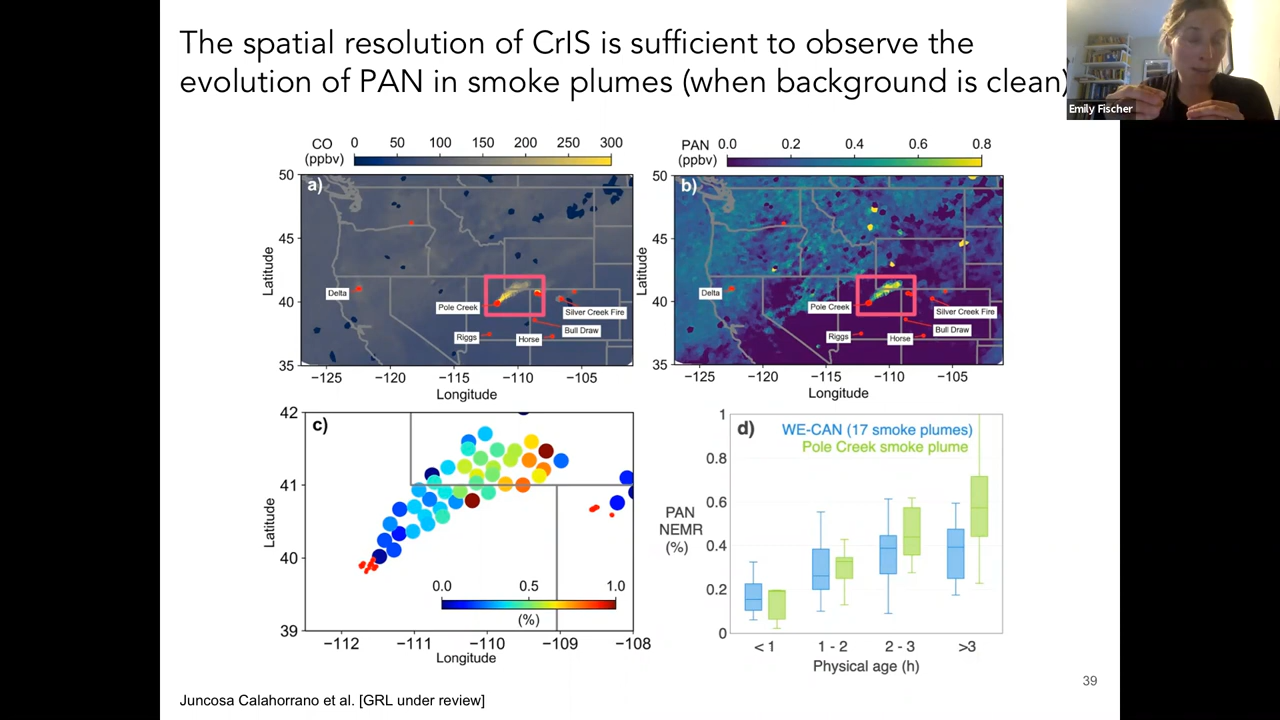 The spatial resolution of CrIS is sufficient to observe the
evolution of PAN in smoke plumes (when background is clean)
Emily Fischer
CO
(ppbv)
0 50 100 150 200 250 300
50
45
40
35
Latitude
a)
Delta
Pole Creek
Silver Creek Fire
Bull Draw
Riggs
Horse
−125 −120 −115 −110 −105
Longitude
PAN
(ppbv)
0.0 0.2 0.4 0.6 0.8
50
45
40
35
Latitude
b)
Delta
Pole Creek
Silver Creek Fire
Bull Draw
Riggs
Horse
−125 −120 −115 −110 −105
Longitude
42
41
40
39
Latitude
c)
0.0 0.5 1.0
(%)
−112 −111 −110 −109 −108
Longitude
1
0.8
0.6
0.4
0.2
0
PAN
NEMR
(%)
d)
WE-CAN (17 smoke plumes)
Pole Creek smoke plume
< 1 1 - 2 2 - 3 >3
Physical age (h)
39
Juncosa Calahorrano et al. [GRL under review]